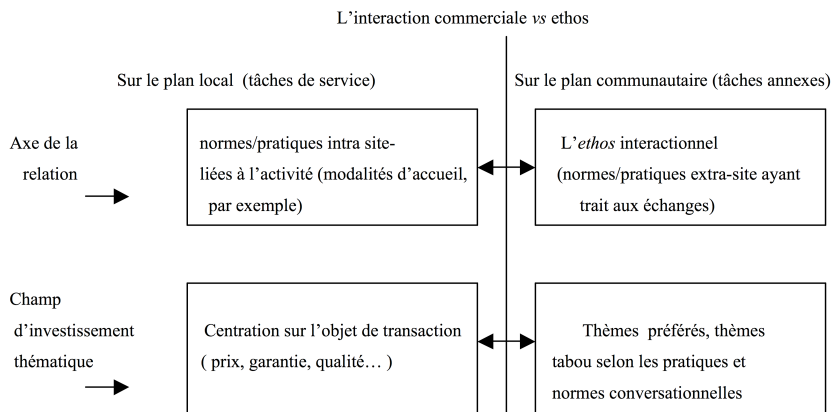 L’interaction commerciale vs ethos
Sur le plan local (tâches de service)
Sur le plan communautaire (tâches annexes)
Axe de la
relation
normes/pratiques intra site-
liées à l’activité (modalités d’accueil,
par exemple)
L’ethos interactionnel
(normes/pratiques extra-site ayant
trait aux échanges)
Champ
d’investissement
thématique
Centration sur l’objet de transaction
( prix, garantie, qualité… )
Thèmes préférés, thèmes
tabou selon les pratiques et
normes conversationnelles